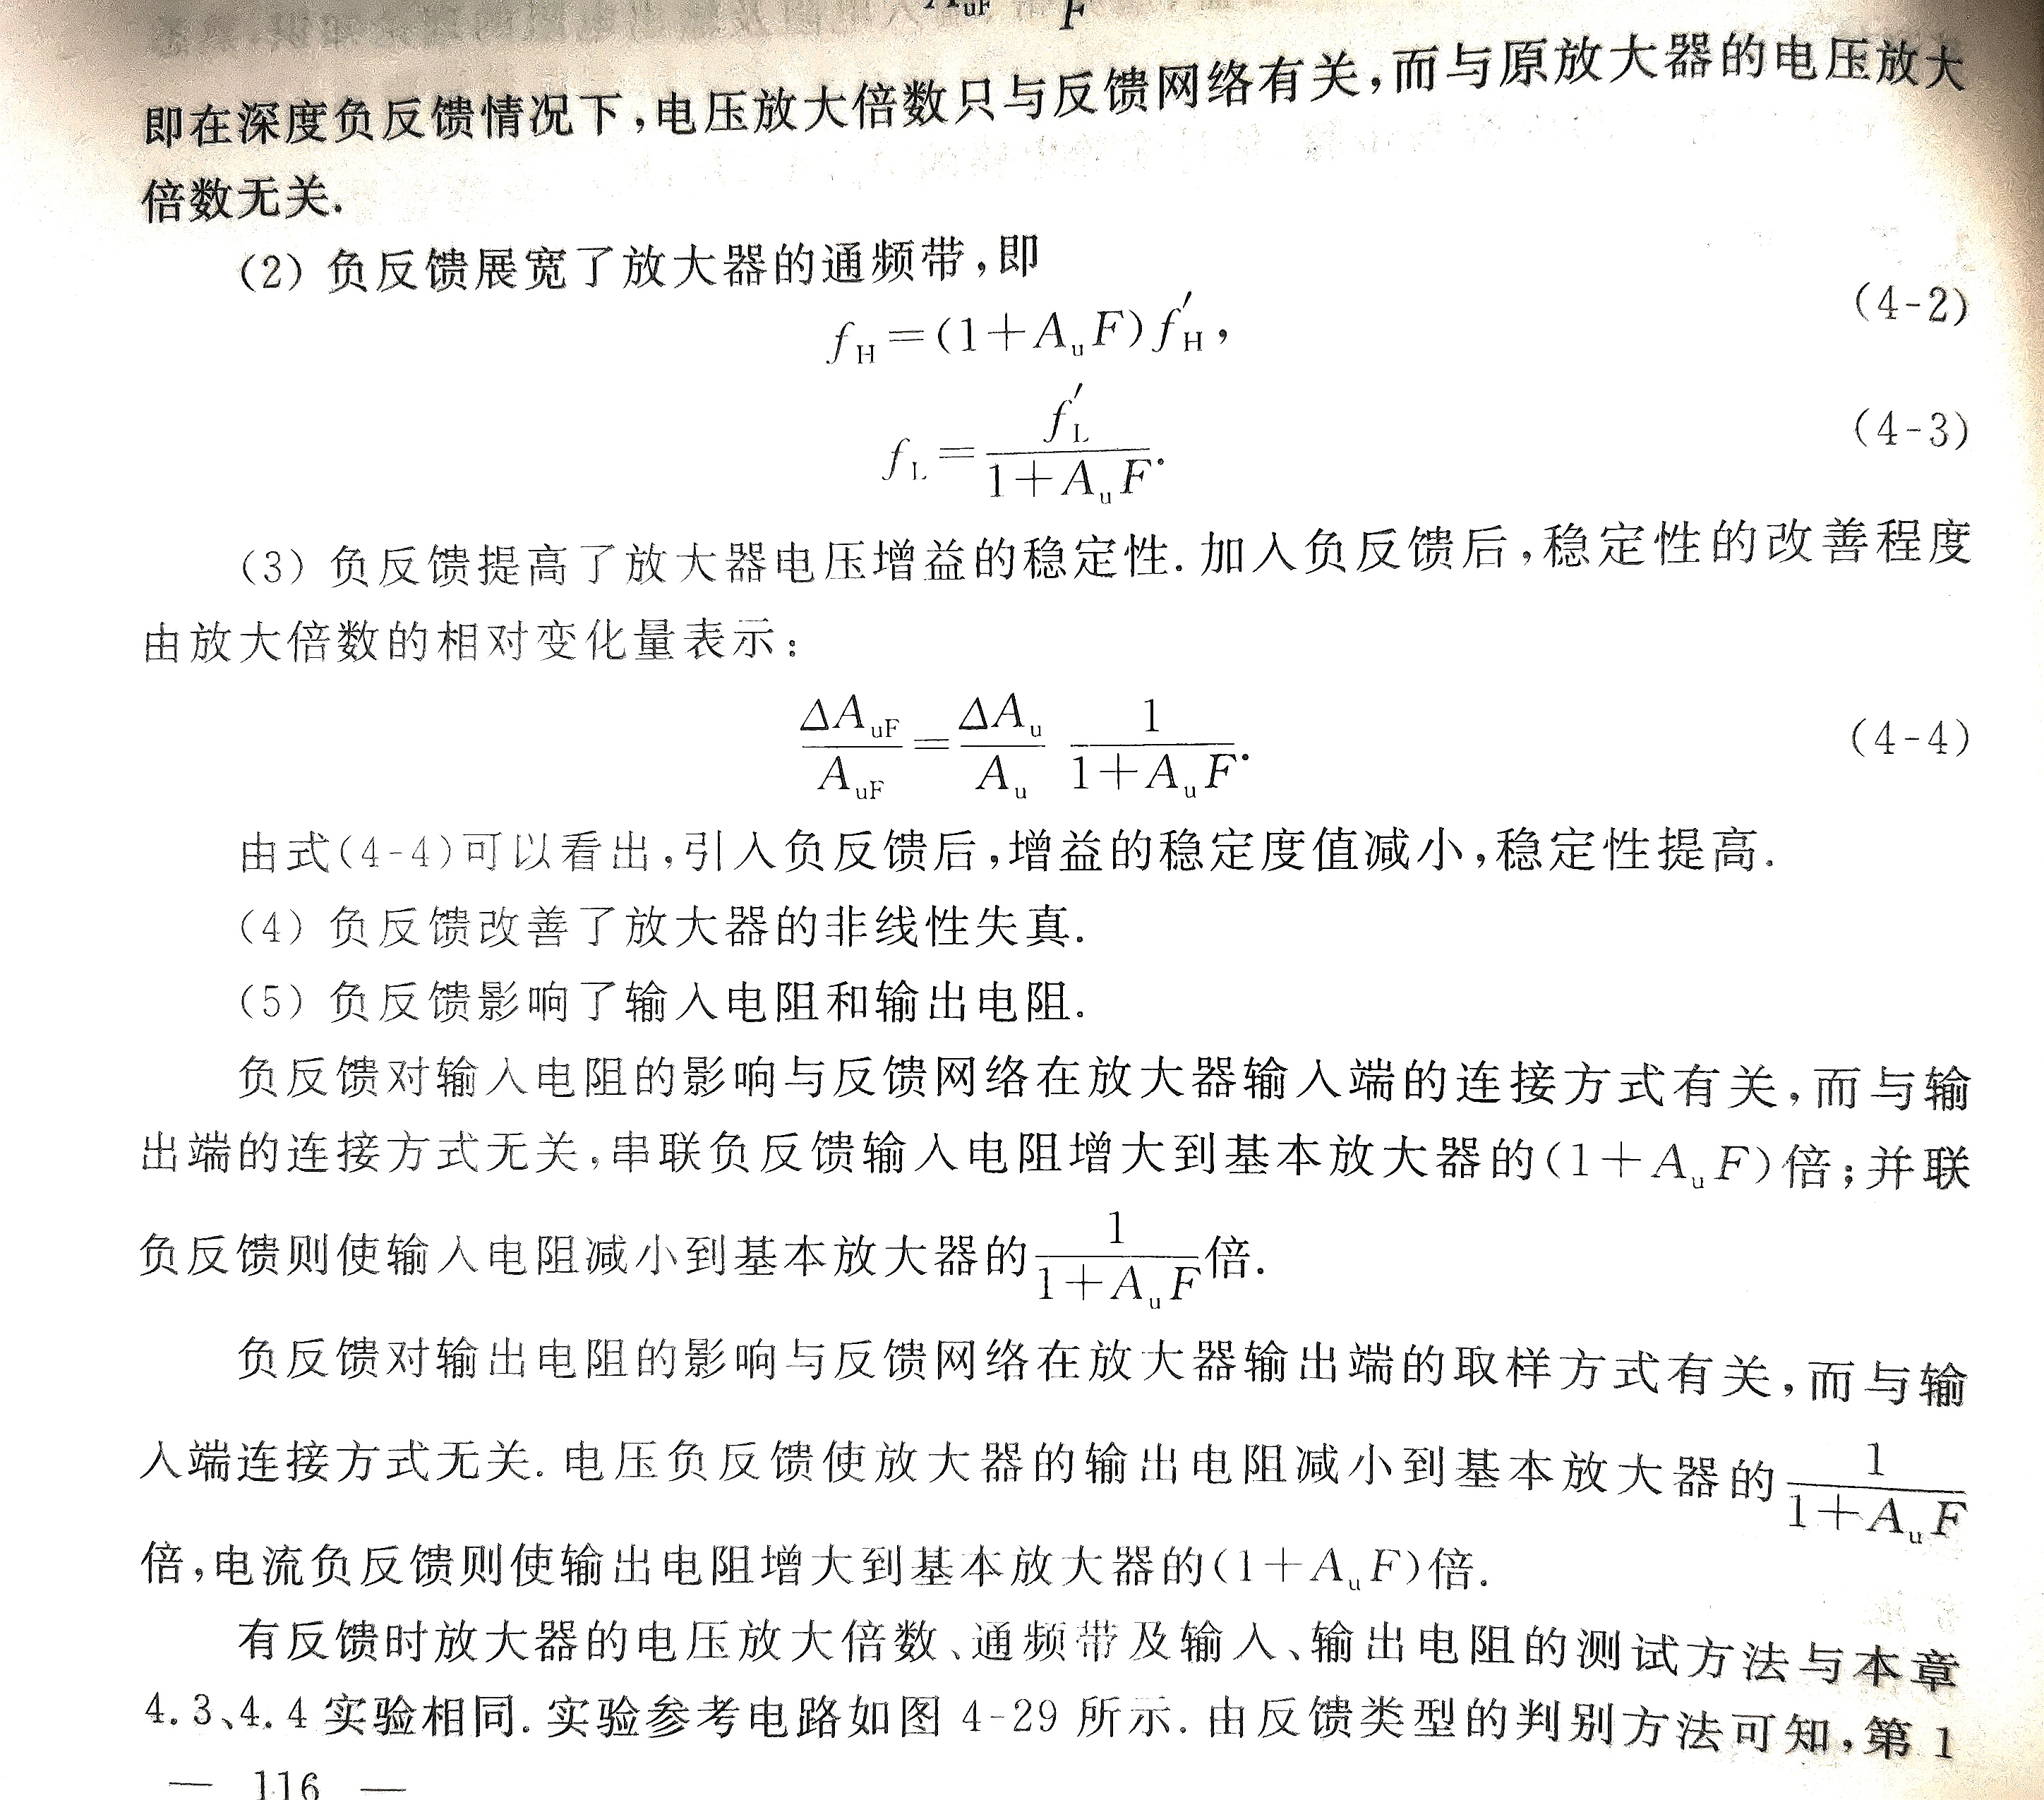 A_uF F
即在深度负反馈情况下,电压放大倍数只与反馈网络有关,而与原放大器的电压放大
倍数无关.
(2) 负反馈展宽了放大器的通频带,即
f_H=(1+A_uF)f′_H, (4-2)
f_L=f′_L/(1+A_uF). (4-3)
(3) 负反馈提高了放大器电压增益的稳定性.加入负反馈后,稳定性的改善程度
由放大倍数的相对变化量表示:
ΔA_uF/A_uF=ΔA_u/A_u 1/(1+A_uF). (4-4)
由式(4-4)可以看出,引入负反馈后,增益的稳定度值减小,稳定性提高.
(4) 负反馈改善了放大器的非线性失真.
(5) 负反馈影响了输入电阻和输出电阻.
负反馈对输入电阻的影响与反馈网络在放大器输入端的连接方式有关,而与输
出端的连接方式无关,串联负反馈输入电阻增大到基本放大器的(1+A_uF)倍;并联
负反馈则使输入电阻减小到基本放大器的1/(1+A_uF)倍.
负反馈对输出电阻的影响与反馈网络在放大器输出端的取样方式有关,而与输
入端连接方式无关.电压负反馈使放大器的输出电阻减小到基本放大器的1/(1+A_uF)
倍,电流负反馈则使输出电阻增大到基本放大器的(1+A_uF)倍.
有反馈时放大器的电压放大倍数、通频带及输入、输出电阻的测试方法与本章
4.3、4.4实验相同.实验参考电路如图 4-29 所示.由反馈类型的判别方法可知,第1
— 116 —